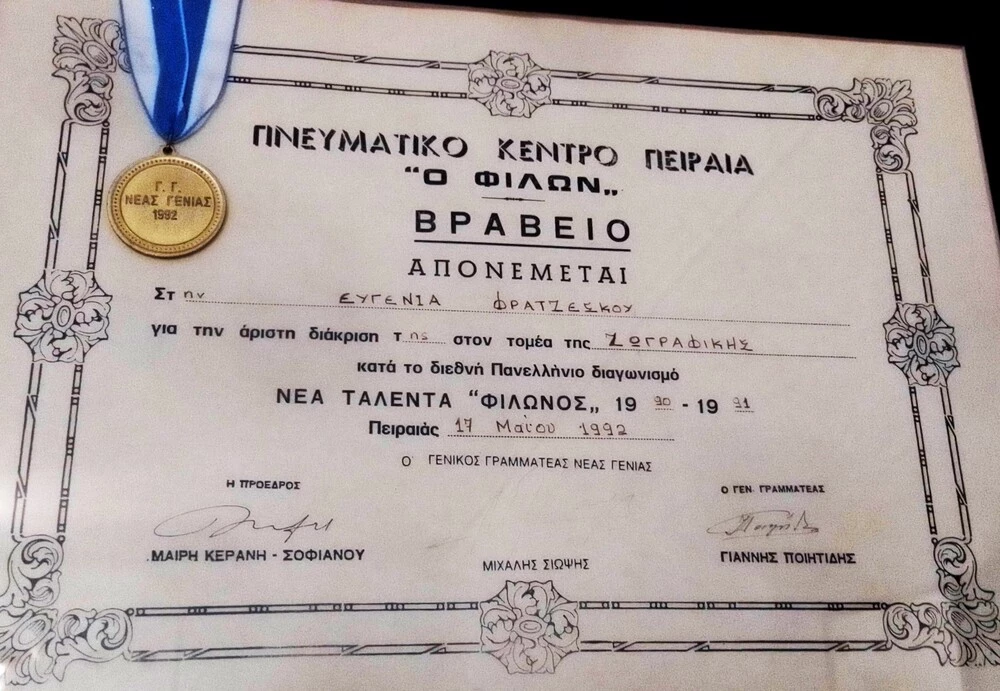 Γ. Γ.
ΝΕΑΣ ΓΕΝΙΑΣ
1992
ΠΝΕΥΜΑΤΙΚΟ ΚΕΝΤΡΟ ΠΕΙΡΑΙΑ
"Ο ΦΙΛΩΝ„
ΒΡΑΒΕΙΟ
ΑΠΟΝΕΜΕΤΑΙ
Στ ην ΕΥΓΕΝΙΑ ΦΡΑΤΖΕΣΚΟΥ
για την άριστη διάκριση της στον τομέα της ΖΩΓΡΑΦΙΚΗΣ
κατά το διεθνή Πανελλήνιο διαγωνισμό
ΝΕΑ ΤΑΛΕΝΤΑ "ΦΙΛΩΝΟΣ„ 19 90 - 19 91
Πειραιάς 17 Μαΐου 1992
Ο ΓΕΝΙΚΟΣ ΓΡΑΜΜΑΤΕΑΣ ΝΕΑΣ ΓΕΝΙΑΣ
Η ΠΡΟΕΔΡΟΣ
Ο ΓΕΝ. ΓΡΑΜΜΑΤΕΑΣ
ΜΑΙΡΗ ΚΕΡΑΝΗ - ΣΟΦΙΑΝΟΥ
ΜΙΧΑΛΗΣ ΣΙΩΨΗΣ
ΓΙΑΝΝΗΣ ΠΟΙΗΤΙΔΗΣ